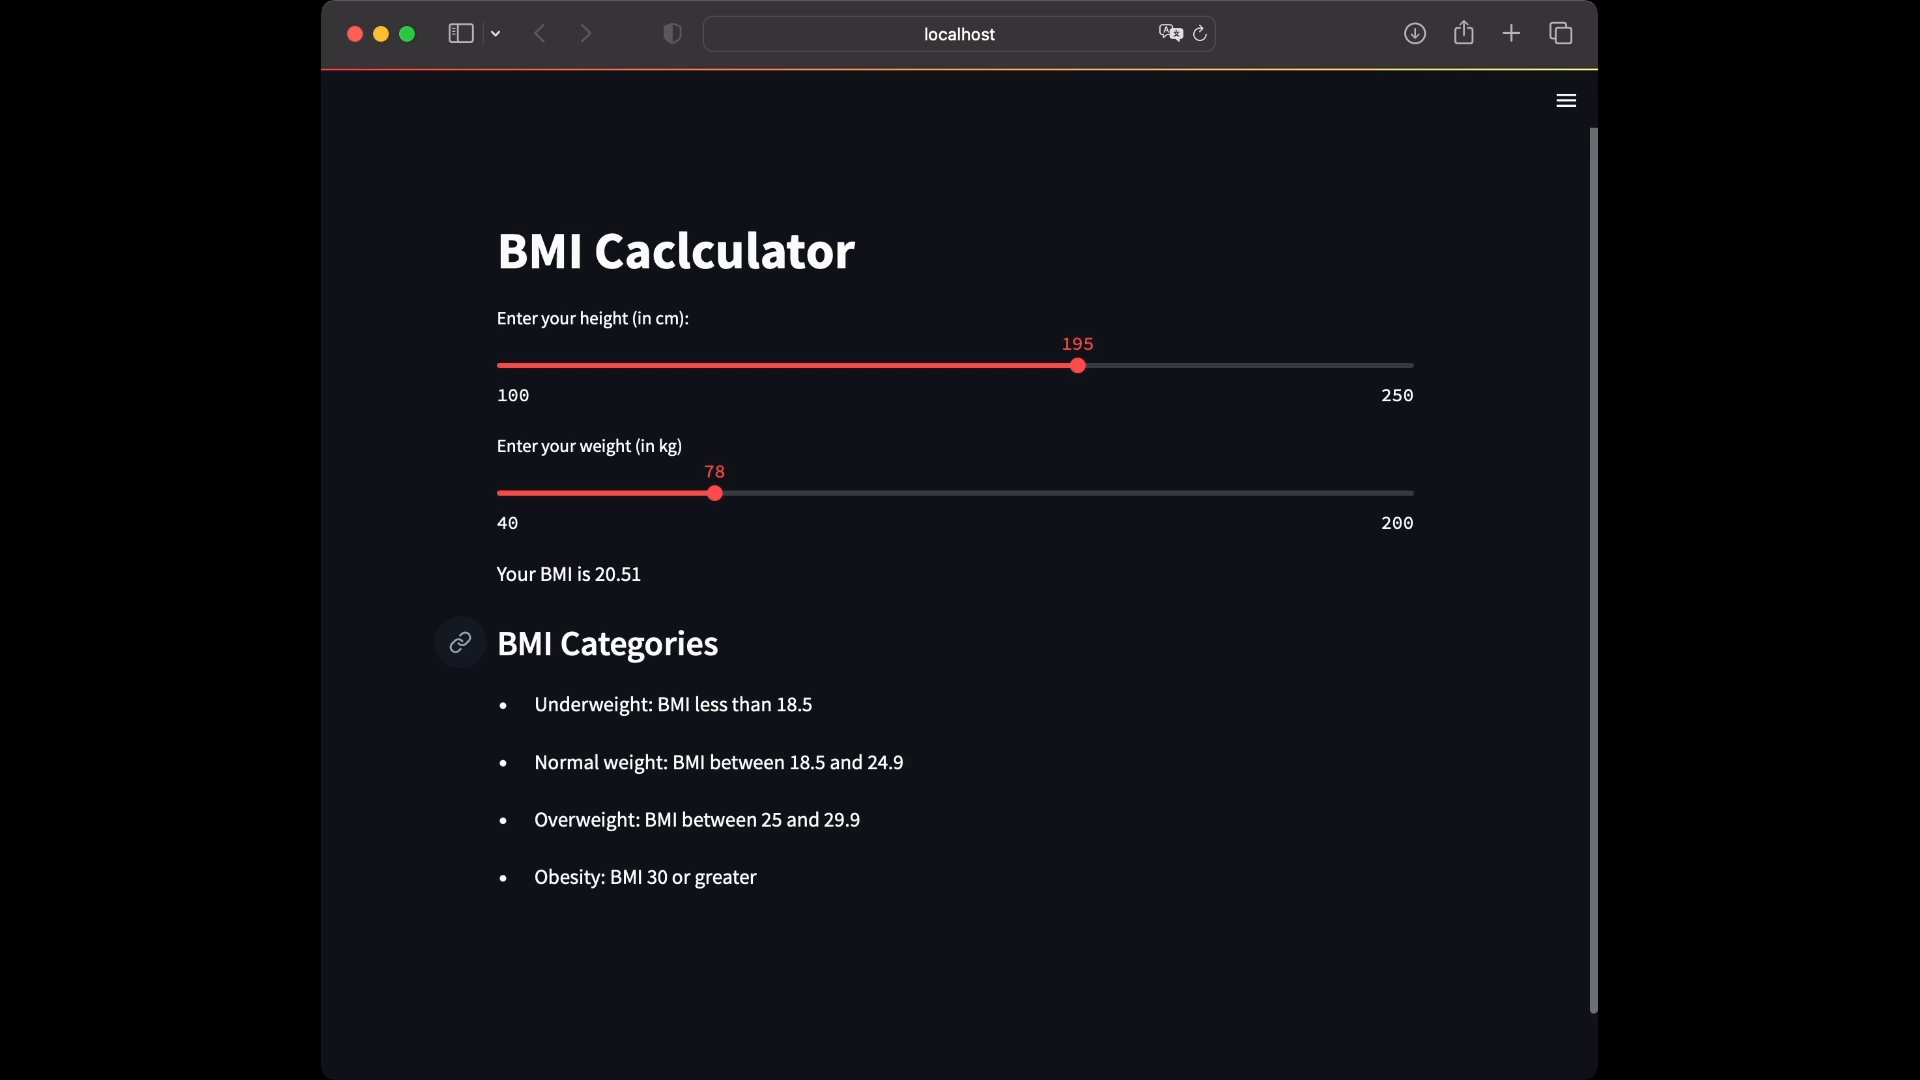 localhost
BMI Caclculator
Enter your height (in cm):
195
100 250
Enter your weight (in kg)
78
40 200
Your BMI is 20.51
BMI Categories
• Underweight: BMI less than 18.5
• Normal weight: BMI between 18.5 and 24.9
• Overweight: BMI between 25 and 29.9
• Obesity: BMI 30 or greater